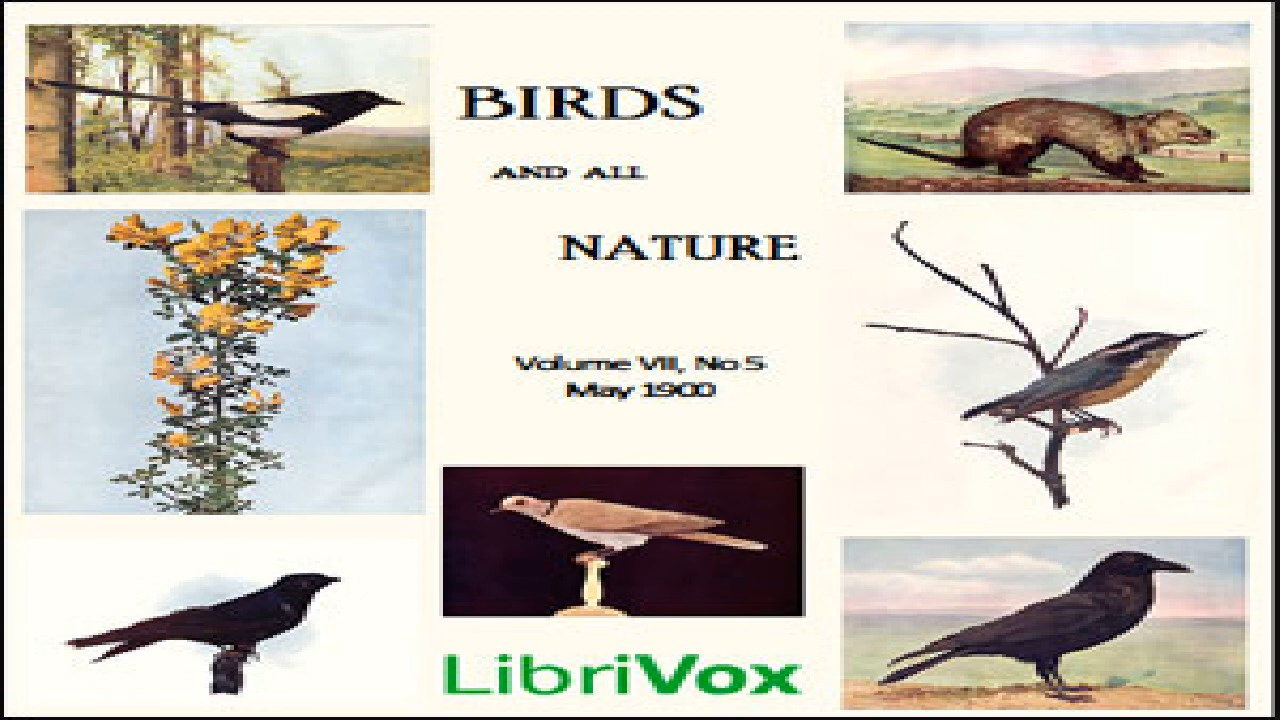 BIRDS
AND ALL
NATURE
Volume VII, No 5
May 1900
LibriVox